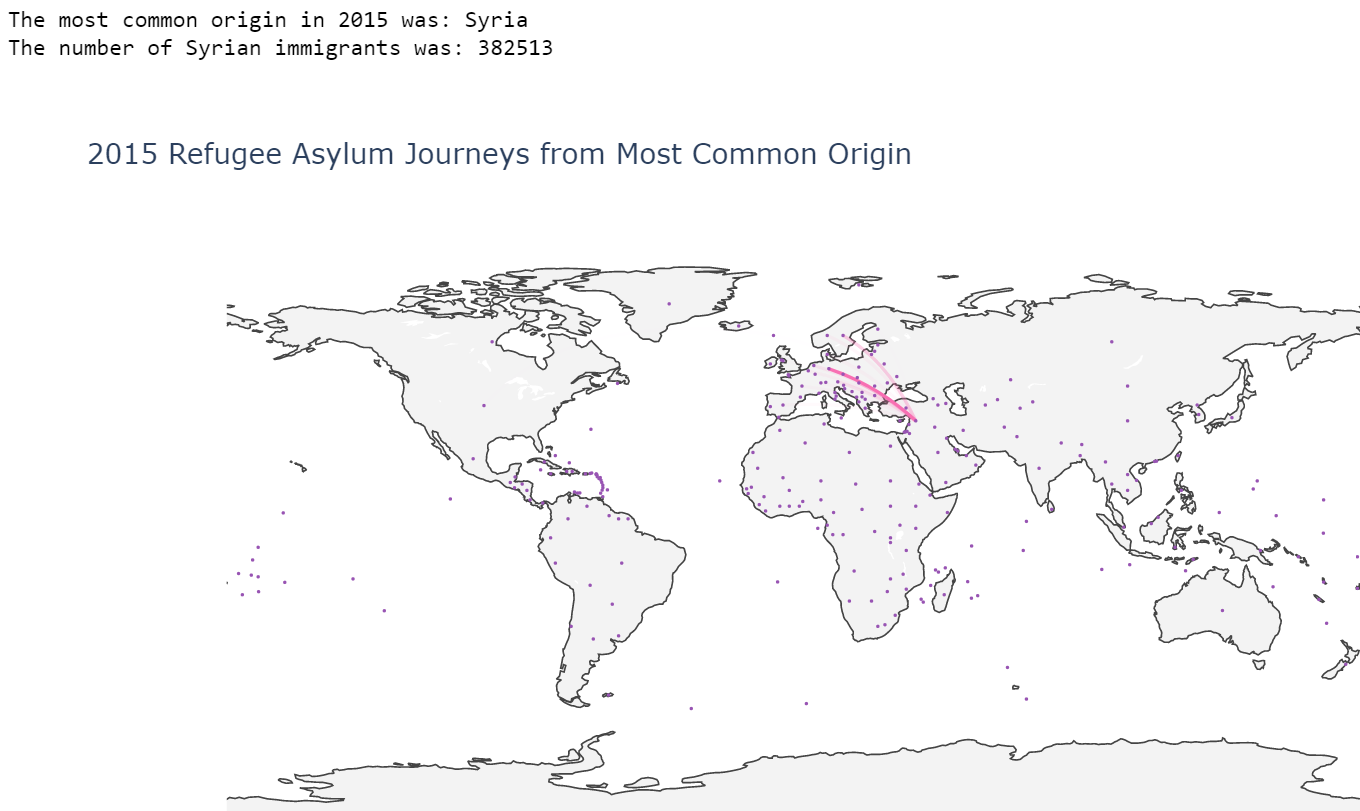 The most common origin in 2015 was: Syria
The number of Syrian immigrants was: 382513
2015 Refugee Asylum Journeys from Most Common Origin